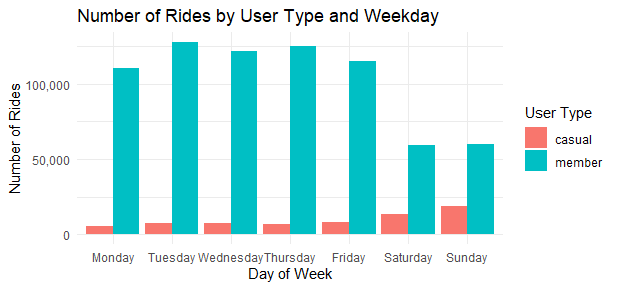 Number of Rides by User Type and Weekday
Number of Rides
100,000
50,000
0
Monday Tuesday Wednesday Thursday Friday Saturday Sunday
Day of Week
User Type
casual
member